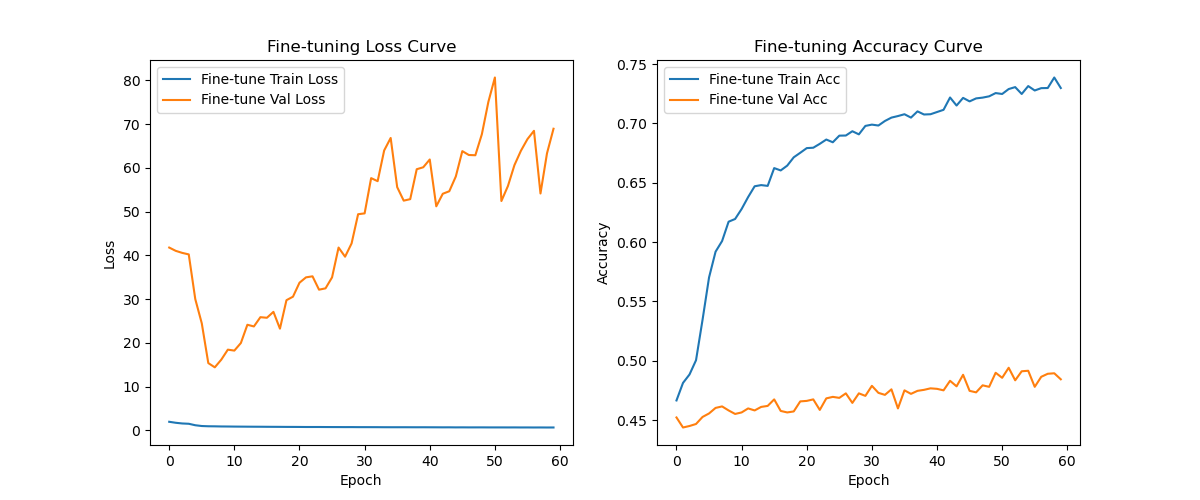 Fine-tuning Loss Curve
Fine-tune Train Loss
Fine-tune Val Loss
80
70
60
50
40
30
20
10
0
Loss
0 10 20 30 40 50 60
Epoch
Fine-tuning Accuracy Curve
Fine-tune Train Acc
Fine-tune Val Acc
0.75
0.70
0.65
0.60
0.55
0.50
0.45
Accuracy
0 10 20 30 40 50 60
Epoch